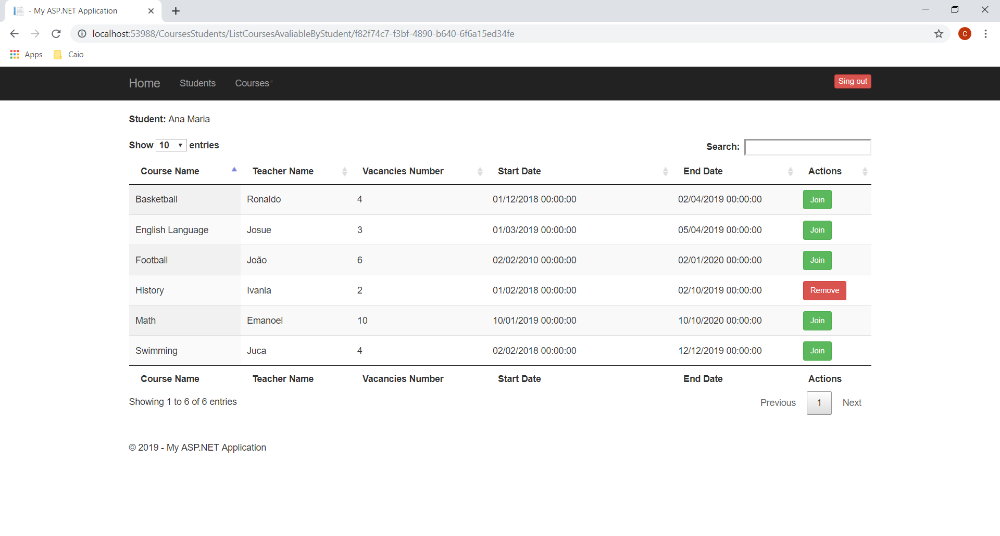 - My ASP.NET Application
localhost:53988/CoursesStudents/ListCoursesAvaliableByStudent/f82f74c7-f3bf-4890-b640-6f6a15ed34fe
C
Apps Caio
Home Students Courses Sing out
Student: Ana Maria
Show 10 entries Search:
Course Name Teacher Name Vacancies Number Start Date End Date Actions
Basketball Ronaldo 4 01/12/2018 00:00:00 02/04/2019 00:00:00 Join
English Language Josue 3 01/03/2019 00:00:00 05/04/2019 00:00:00 Join
Football João 6 02/02/2010 00:00:00 02/01/2020 00:00:00 Join
History Ivania 2 01/02/2018 00:00:00 02/10/2019 00:00:00 Remove
Math Emanoel 10 10/01/2019 00:00:00 10/10/2020 00:00:00 Join
Swimming Juca 4 02/02/2018 00:00:00 12/12/2019 00:00:00 Join
Course Name Teacher Name Vacancies Number Start Date End Date Actions
Showing 1 to 6 of 6 entries Previous 1 Next
© 2019 - My ASP.NET Application